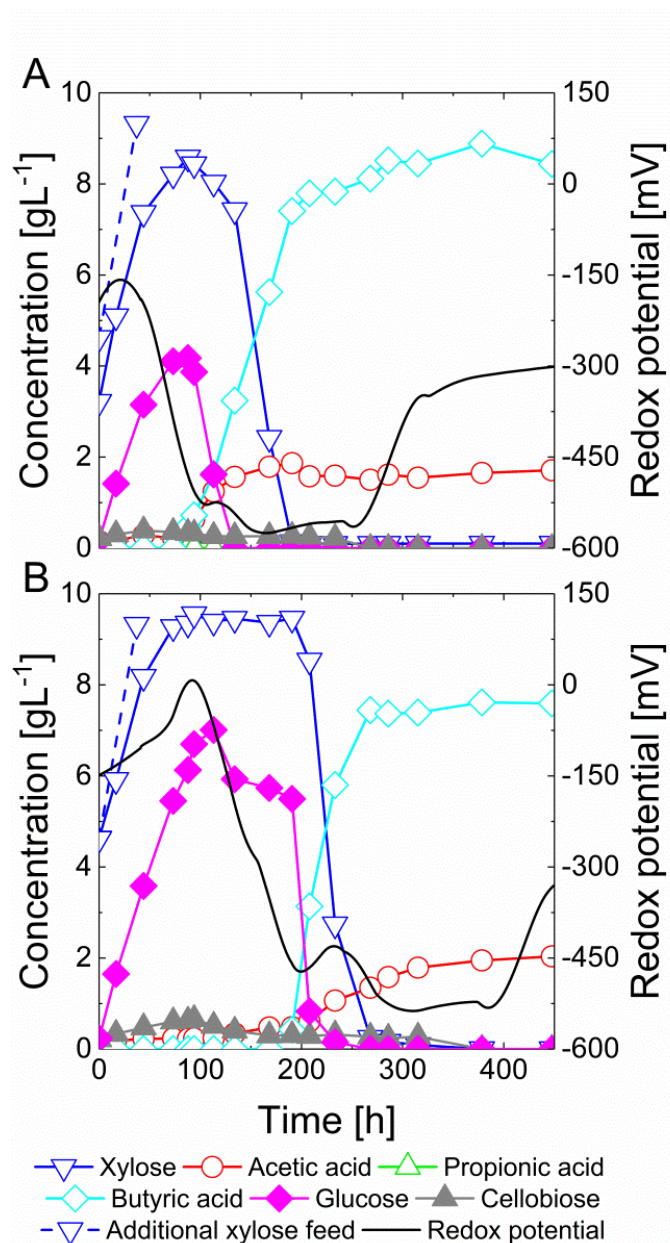 A
10
8
6
4
2
0
Concentration [gL⁻¹]
150
0
-150
-300
-450
-600
Redox potential [mV]
B
10
8
6
4
2
0
Concentration [gL⁻¹]
150
0
-150
-300
-450
-600
Redox potential [mV]
0 100 200 300 400
Time [h]
Xylose Acetic acid Propionic acid
Butyric acid Glucose Cellobiose
Additional xylose feed Redox potential